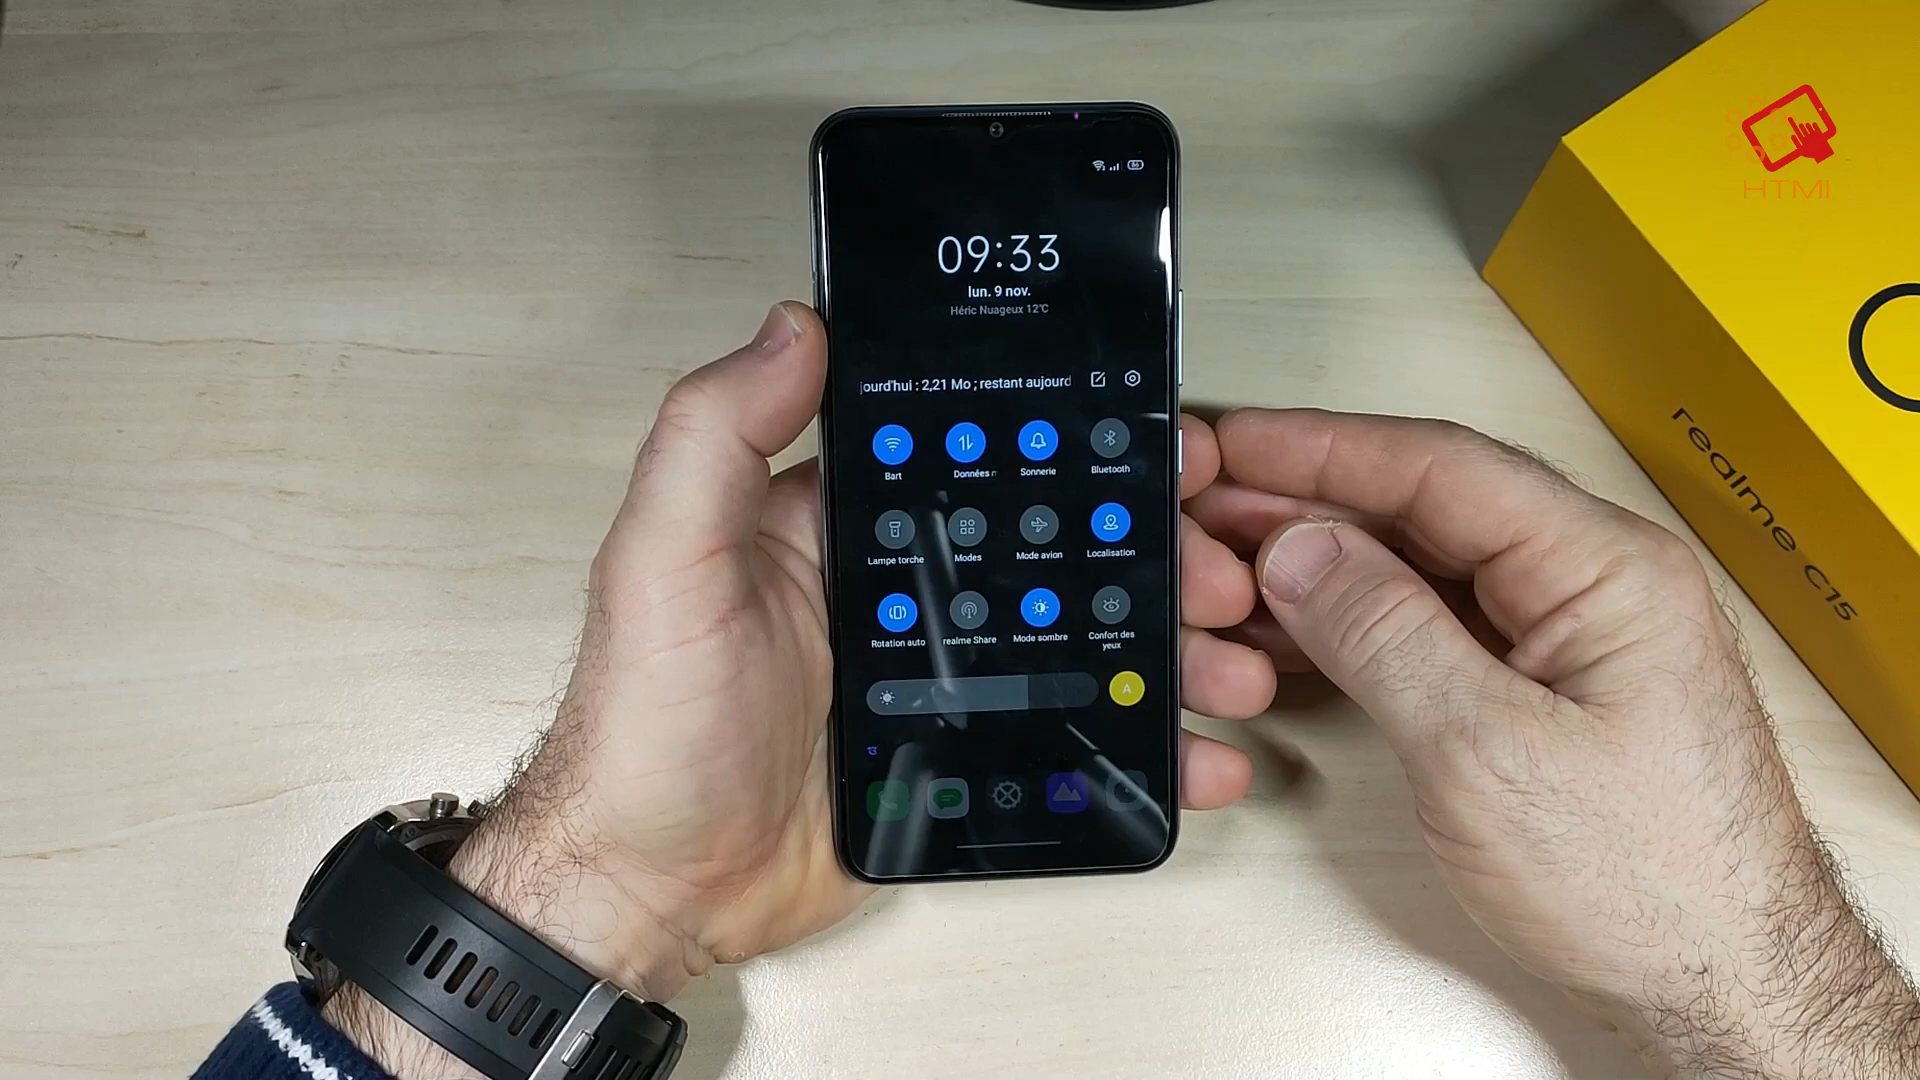 HTMI
09:33
lun. 9 nov.
Héric Nuageux 12°C
jourd'hui : 2,21 Mo ; restant aujourd
Bart
Données
Sonnerie
Bluetooth
Lampe torche
Modes
Mode avion
Localisation
Rotation auto
realme Share
Mode sombre
Confort des
yeux
A
realme C15